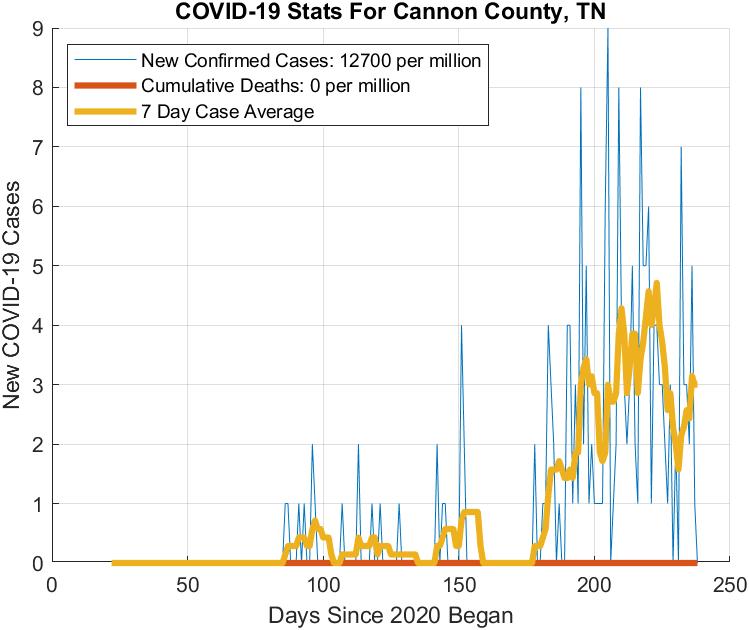 COVID-19 Stats For Cannon County, TN
New Confirmed Cases: 12700 per million
Cumulative Deaths: 0 per million
7 Day Case Average
New COVID-19 Cases
9
8
7
6
5
4
3
2
1
0
0 50 100 150 200 250
Days Since 2020 Began